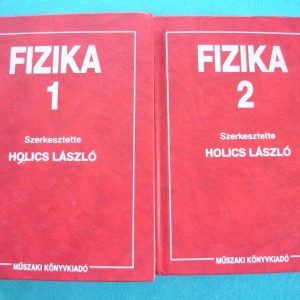 FIZIKA
1
Szerkesztette
HOLICS LÁSZLÓ
MŰSZAKI KÖNYVKIADÓ
FIZIKA
2
Szerkesztette
HOLICS LÁSZLÓ
MŰSZAKI KÖNYVKIADÓ